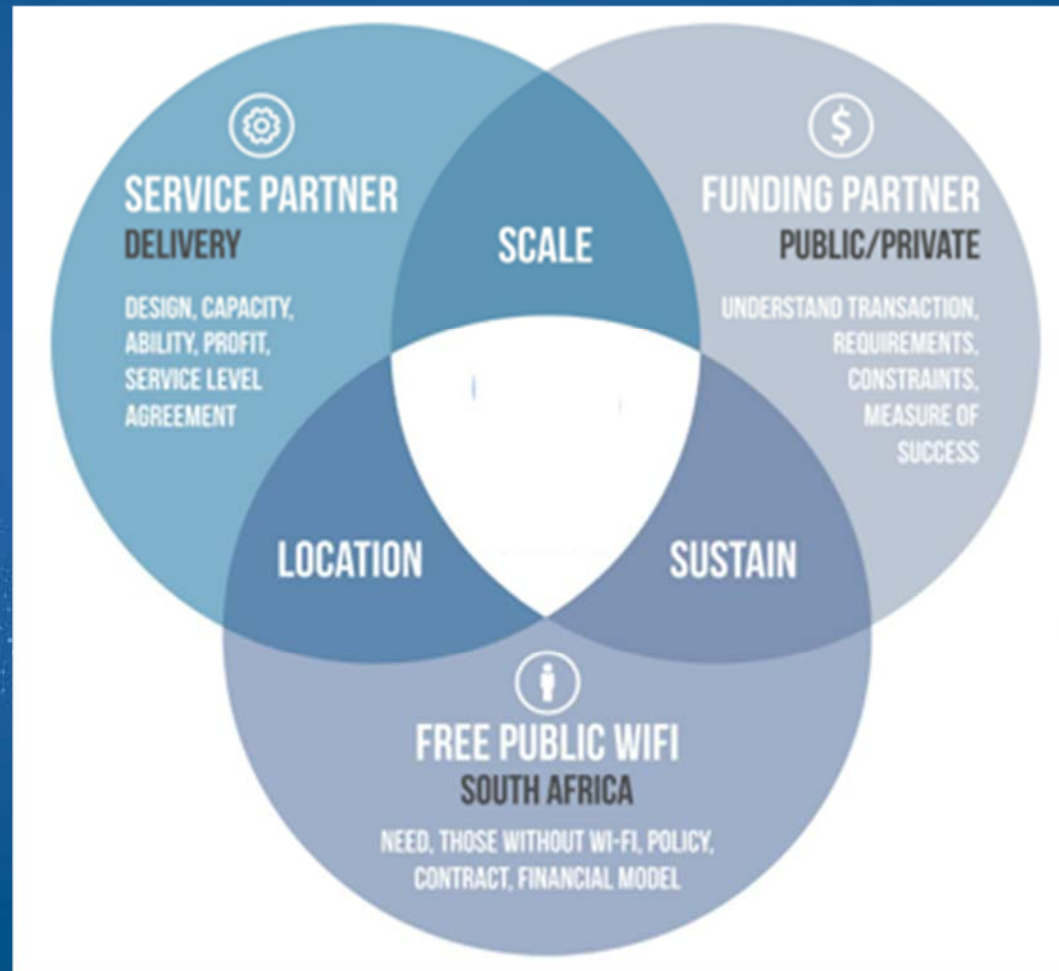 SERVICE PARTNER
DELIVERY
DESIGN, CAPACITY,
ABILITY, PROFIT,
SERVICE LEVEL
AGREEMENT
$
FUNDING PARTNER
PUBLIC/PRIVATE
UNDERSTAND TRANSACTION,
REQUIREMENTS,
CONSTRAINTS,
MEASURE OF
SUCCESS
SCALE
LOCATION
SUSTAIN
FREE PUBLIC WIFI
SOUTH AFRICA
NEED, THOSE WITHOUT WI-FI, POLICY,
CONTRACT, FINANCIAL MODEL